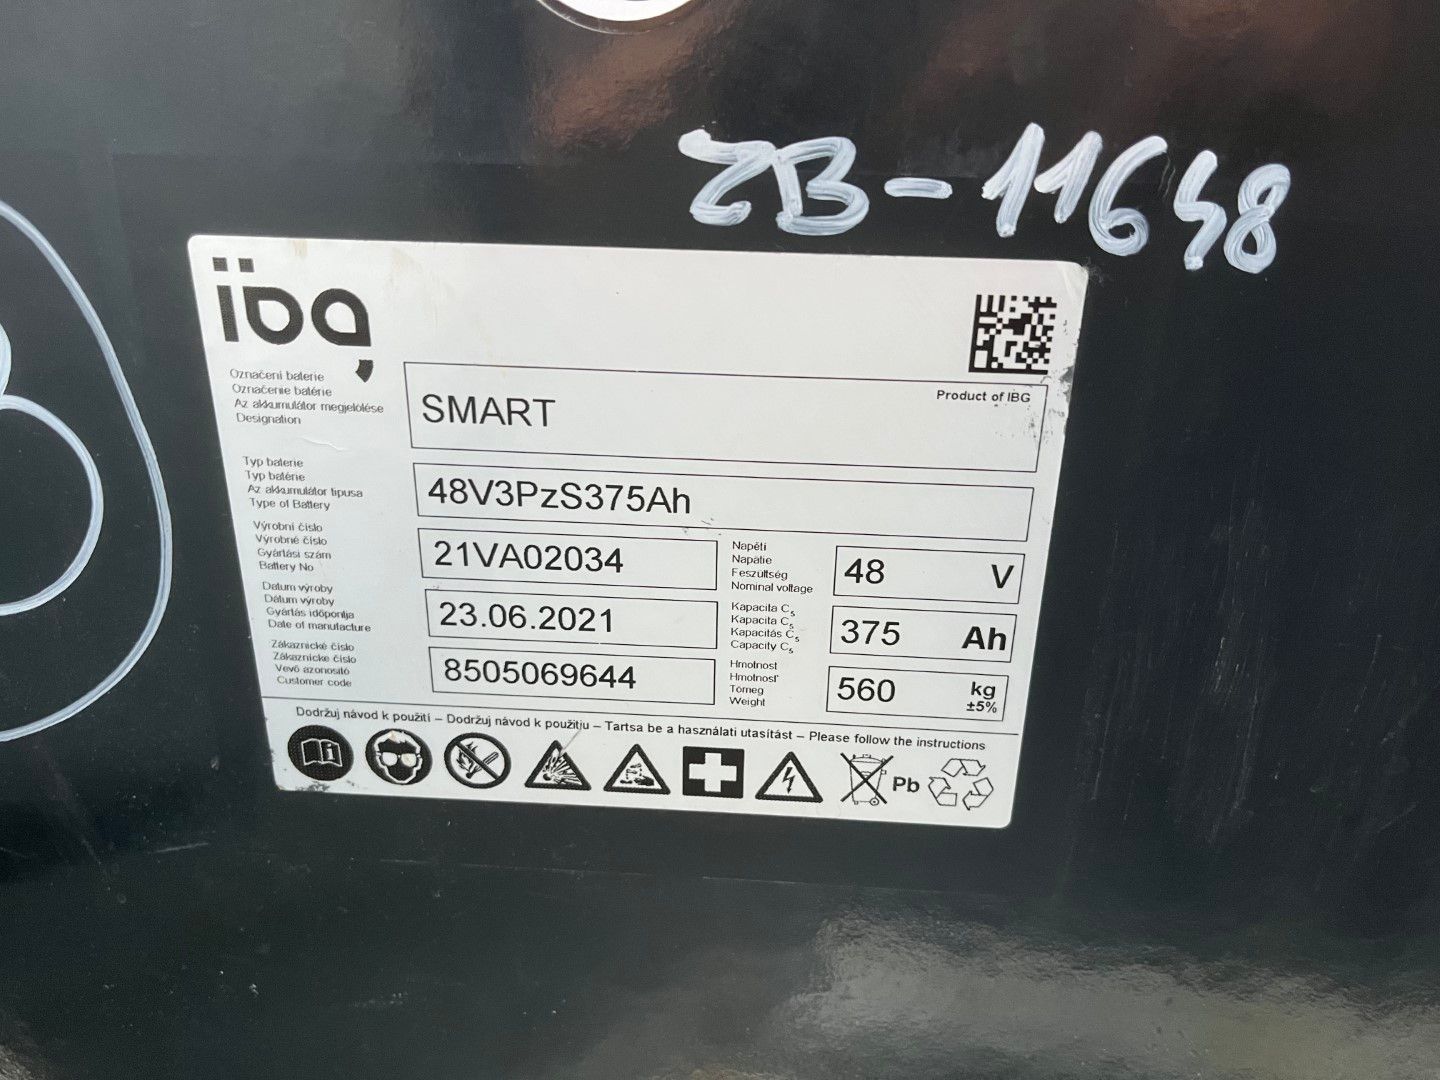 ZB-11648
ibg
Product of IBG
Označení baterie
Označenie batérie
Az akkumulátor megjelölése
Designation
SMART
Typ baterie
Typ batérie
Az akkumulátor tipusa
Type of Battery
48V3PzS375Ah
Výrobní číslo
Výrobné číslo
Gyártási szám
Battery No
21VA02034
Napětí
Napätie
Feszültség
Nominal voltage
48 V
Datum výroby
Dátum výroby
Gyártás időpontja
Date of manufacture
23.06.2021
Kapacita C5
Kapacita C5
Kapacitás C5
Capacity C5
375 Ah
Zákaznické číslo
Zákaznícke číslo
Vevő azonosító
Customer code
8505069644
Hmotnost
Hmotnosť
Tömeg
Weight
560 kg
±5%
Dodržuj návod k použití – Dodržuj návod k použitiu – Tartsa be a használati utasítást – Please follow the instructions
Pb